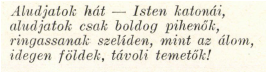 Aludjatok hát — Isten katonái,
aludjatok csak boldog pihenők,
ringassanak szelíden, mint az álom,
idegen földek, távoli temetők!